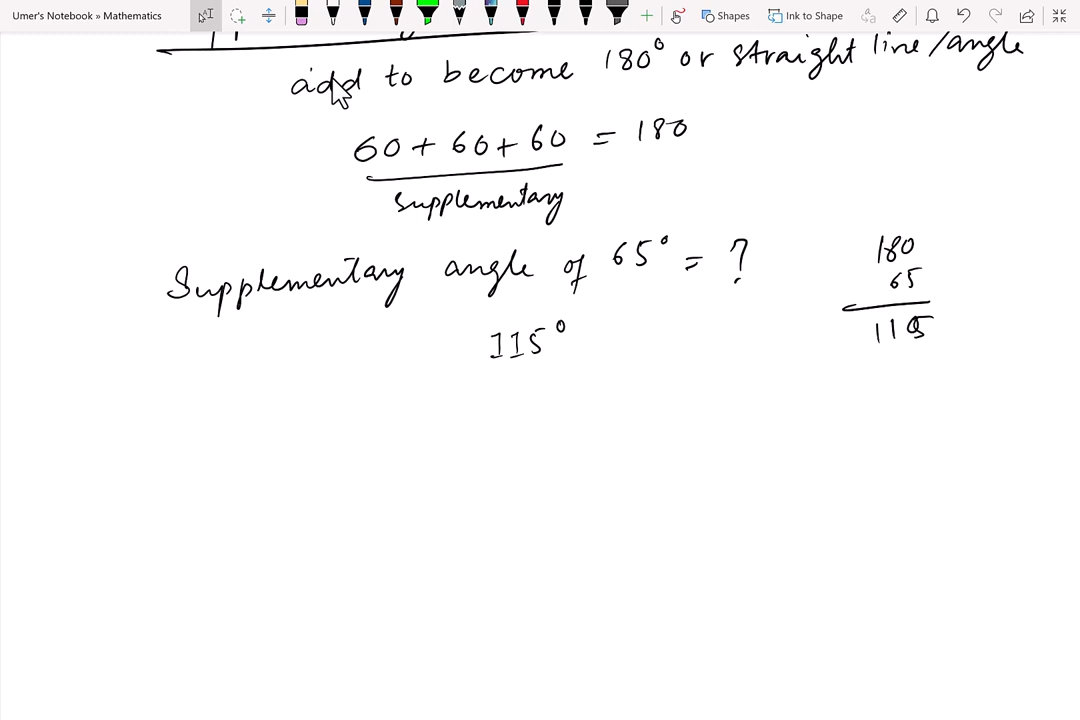 Umer's Notebook » Mathematics
Shapes
Ink to Shape
add to become 180° or straight line/angle
60 + 60 + 60 = 180
supplementary
Supplementary angle of 65° = ?
180
65
115
115°